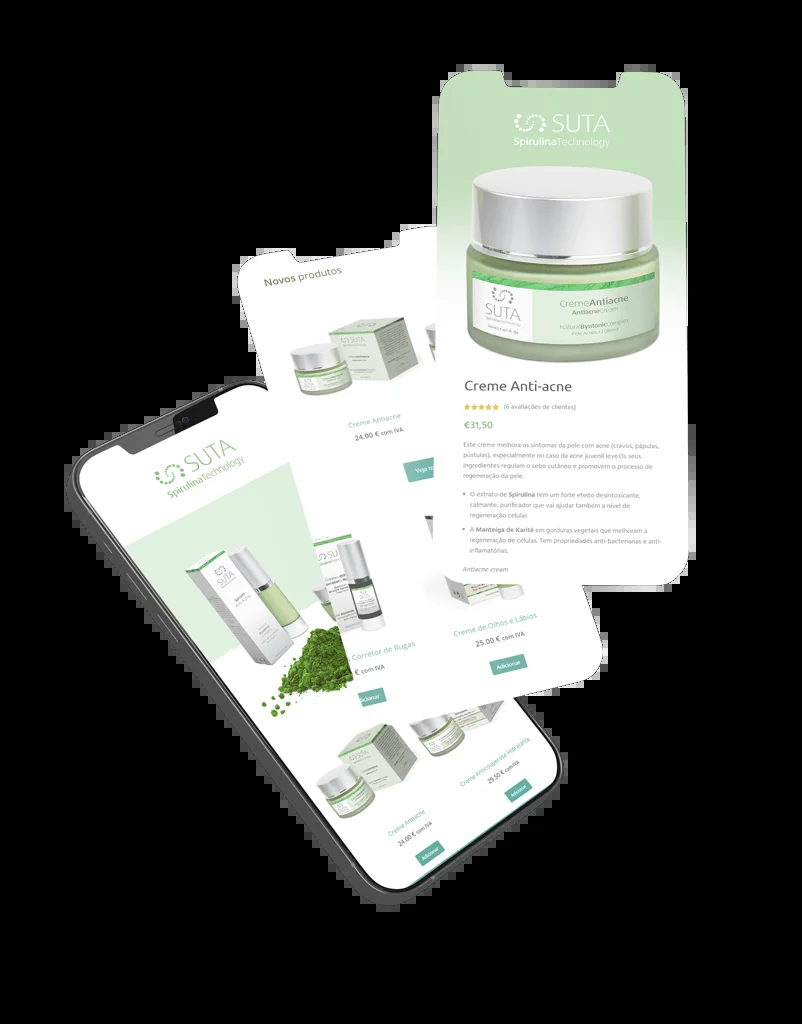 SUTA
SpirulinaTechnology
SUTA
CremeAntiacne
AntiacneCream
NaturalByotonicComplex
Creme Anti-acne
(6 avaliações de clientes)
€31,50
Este creme melhora os sintomas da pele com acne (cravos, pápulas,
pústulas), especialmente no caso da acne juvenil leve.Os seus
ingredientes regulam o sebo cutâneo e promovem o processo de
regeneração da pele.
• O extrato de Spirulina tem um forte efeito desintoxicante,
calmante, purificador que vai ajudar também a nível de
regeneração celular.
• A Manteiga de Karité em gorduras vegetais que melhoram a
regeneração de células. Tem propriedades anti-bacterianas e anti-
inflamatórias.
Antiacne cream
Novos produtos
SUTA
SUTA
Creme Antiacne
24.00 € com IVA
Veja to
SU
Corretor de Rugas
€ com IVA
Creme de Olhos e Lábios
25.00 € com IVA
Adicionar
SUTA
SpirulinaTechnology
SUTA
Creme Antiacne
24.00 € com IVA
Adicionar
Creme Anticouperose Hidratante
29.50 € com IVA
Adicionar